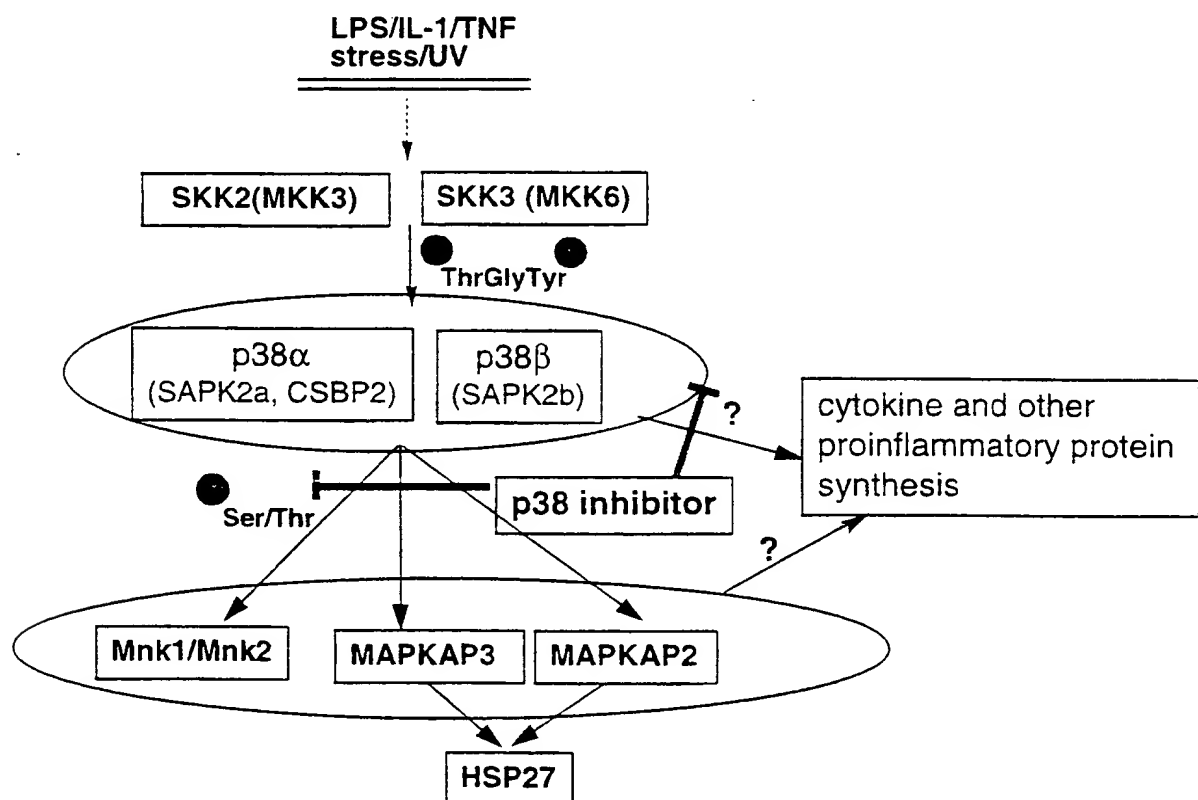 LPS/IL-1/TNF
stress/UV
SKK2(MKK3)
SKK3 (MKK6)
ThrGlyTyr
p38α
(SAPK2a, CSBP2)
p38β
(SAPK2b)
?
cytokine and other
proinflammatory protein
synthesis
Ser/Thr
p38 inhibitor
?
Mnk1/Mnk2
MAPKAP3
MAPKAP2
HSP27